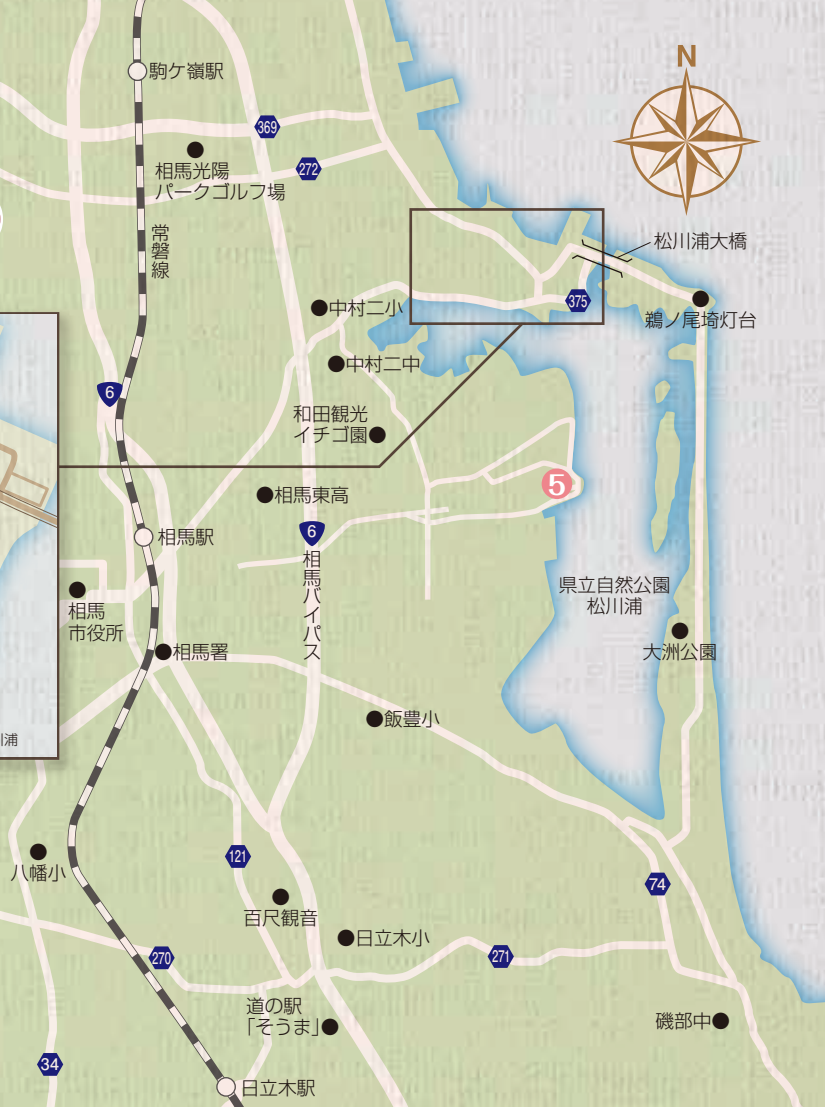 N
駒ケ嶺駅
369
相馬光陽
パークゴルフ場
272
常磐線
松川浦大橋
375
鵜ノ尾埼灯台
中村二小
中村二中
6
和田観光
イチゴ園
5
相馬東高
6
相馬バイパス
相馬駅
県立自然公園
松川浦
相馬
市役所
大洲公園
相馬署
飯豊小
川浦
八幡小
121
74
百尺観音
日立木小
270
271
道の駅
「そうま」
磯部中
34
日立木駅